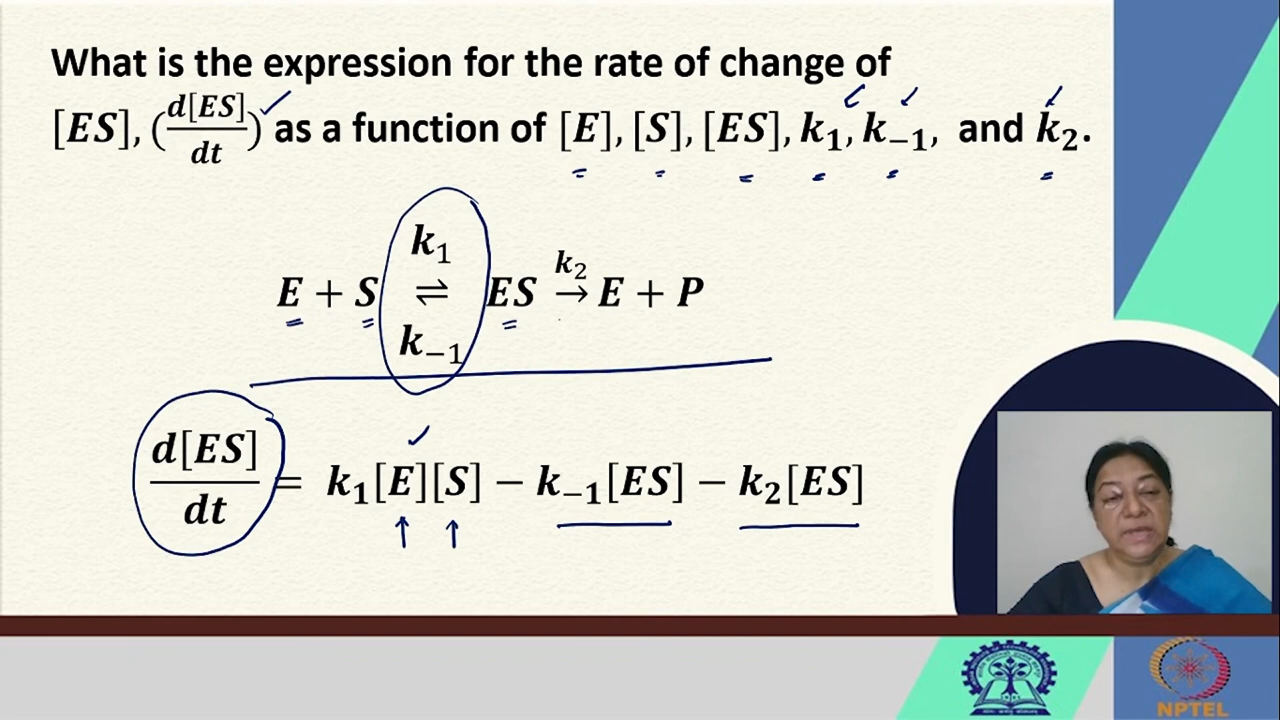 What is the expression for the rate of change of
[ES], (d[ES]/dt) as a function of [E], [S], [ES], k₁, k₋₁, and k₂.
k₁
E + S ⇌ ES →(k₂) E + P
k₋₁
d[ES]/dt = k₁[E][S] − k₋₁[ES] − k₂[ES]
NPTEL